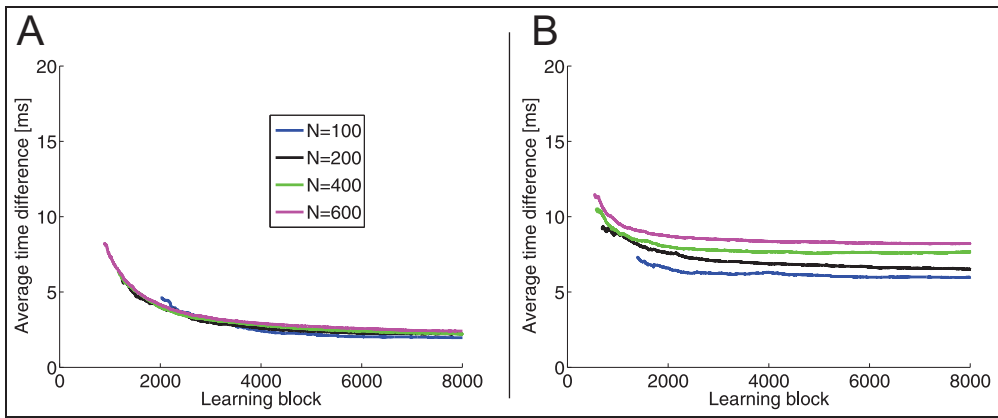 A
Average time difference [ms]
20
15
10
5
0
0 2000 4000 6000 8000
Learning block
N=100
N=200
N=400
N=600
B
Average time difference [ms]
20
15
10
5
0
0 2000 4000 6000 8000
Learning block